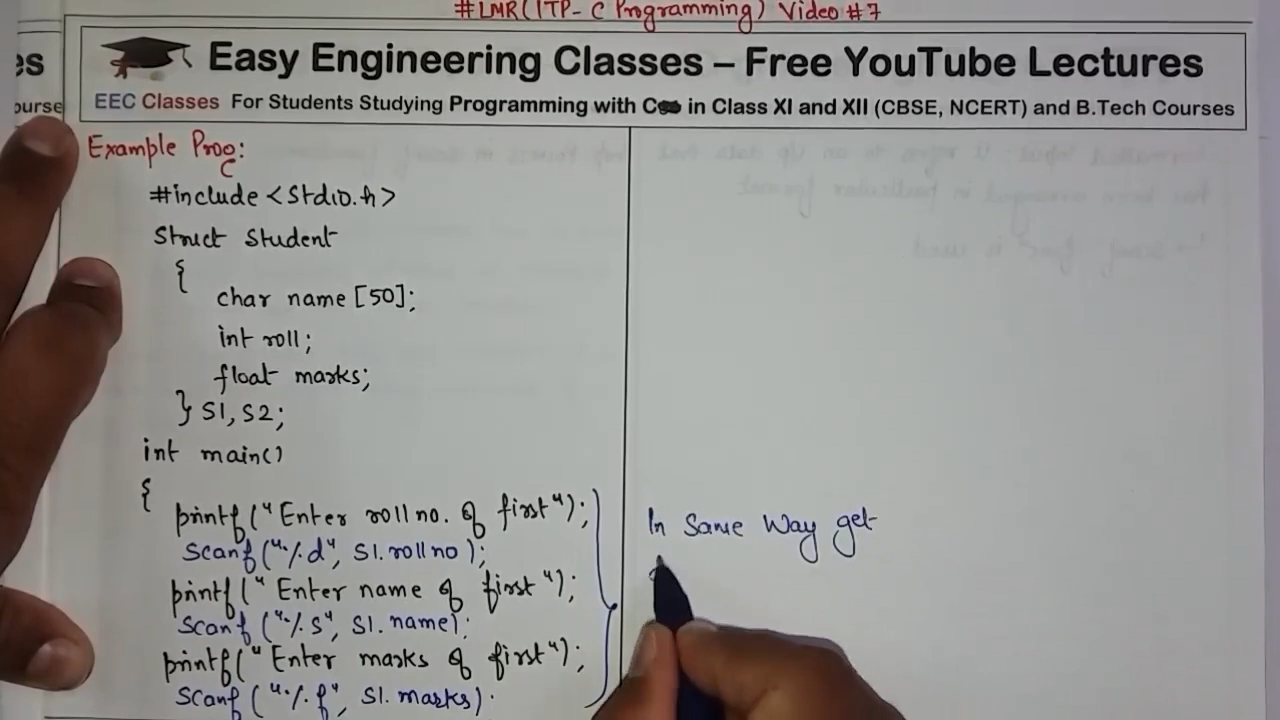 #LMR(ITP- C Programming) Video #7
es
ourse
Easy Engineering Classes – Free YouTube Lectures
EEC Classes For Students Studying Programming with C in Class XI and XII (CBSE, NCERT) and B.Tech Courses
Example Prog:
#include <stdio.h>
Struct Student
{
char name [50];
int roll;
float marks;
} S1, S2;
int main()
{
printf("Enter roll no. of first");
Scanf("%d", S1.roll no);
printf("Enter name of first");
Scanf("%s", S1.name);
printf("Enter marks of first");
Scanf("%f", S1.marks).
In Same Way get